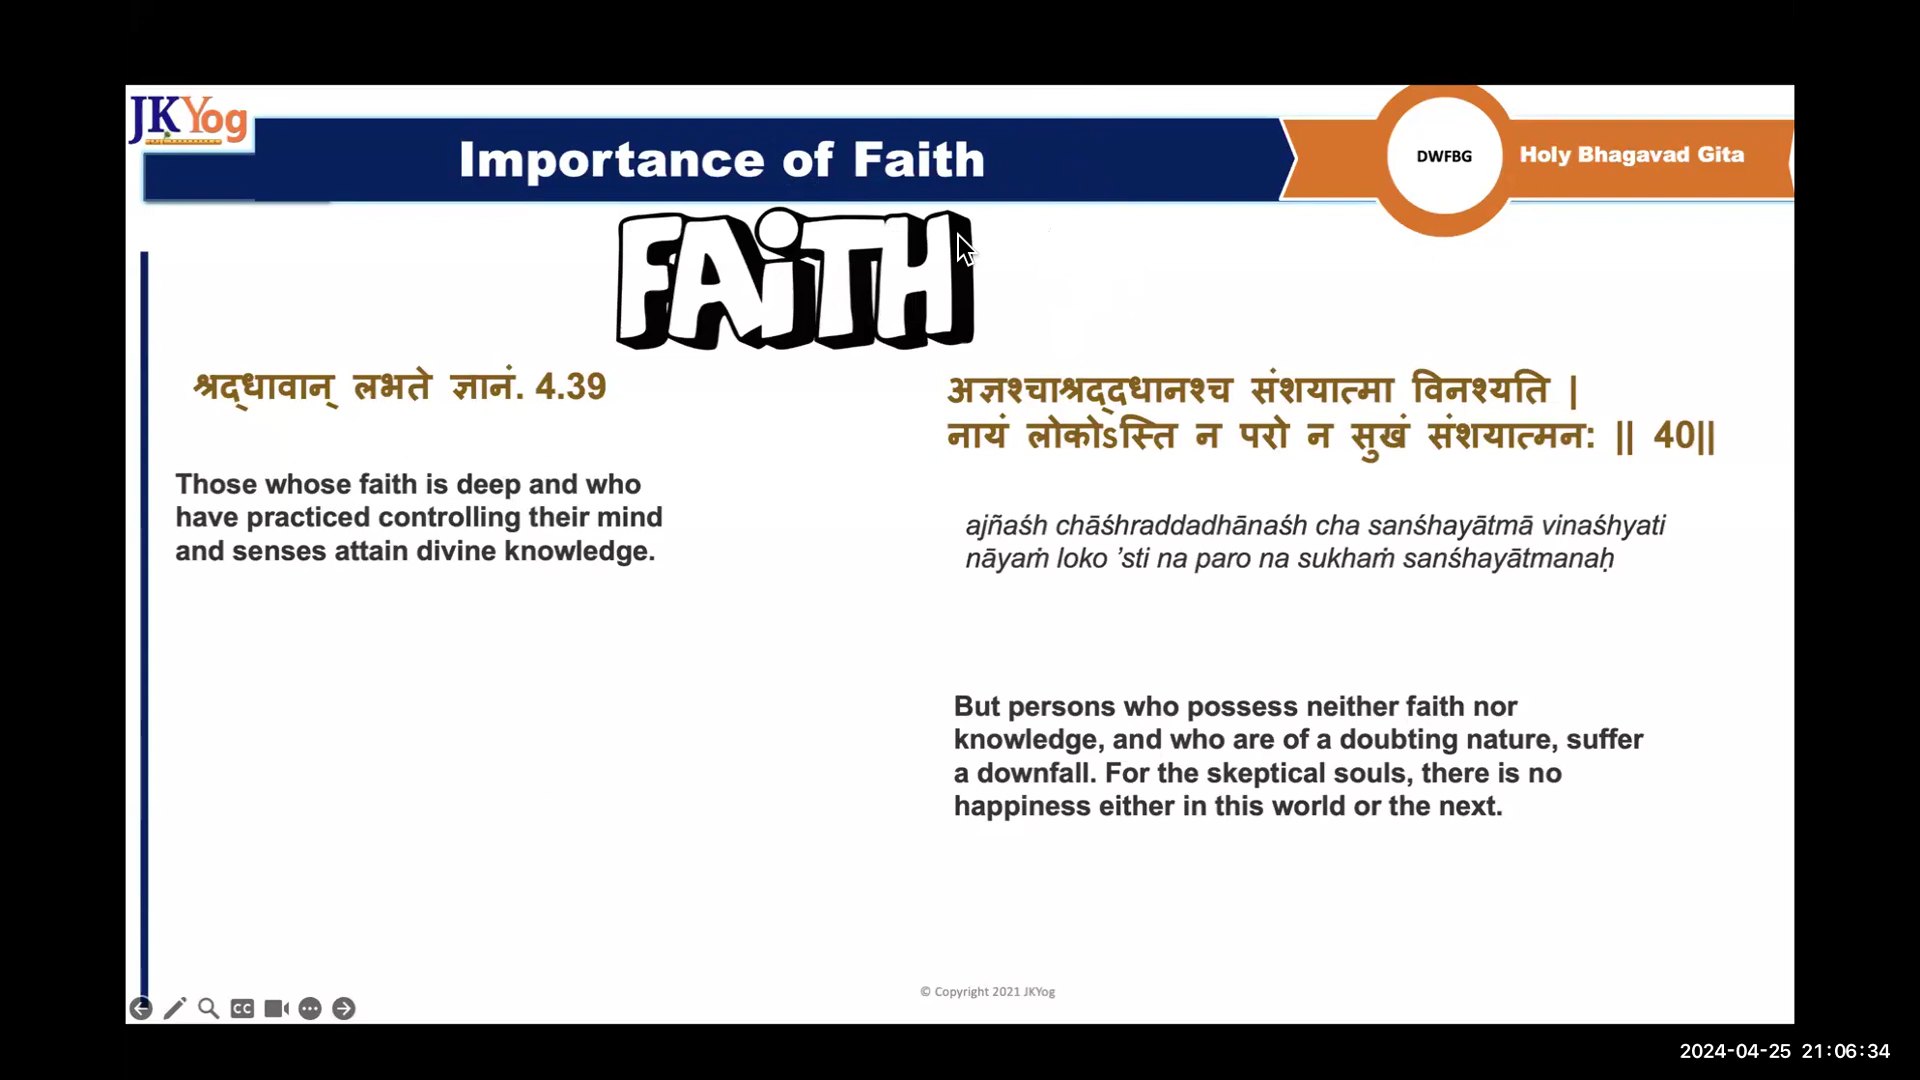 JKYog
Importance of Faith
DWFBG
Holy Bhagavad Gita
FAiTH
श्रद्धावान् लभते ज्ञानं. 4.39
Those whose faith is deep and who
have practiced controlling their mind
and senses attain divine knowledge.
अज्ञश्चाश्रद्दधानश्च संशयात्मा विनश्यति |
नायं लोकोऽस्ति न परो न सुखं संशयात्मन: || 40||
ajñaśh chāśhraddadhānaśh cha sanśhayātmā vinaśhyati
nāyaṁ loko ’sti na paro na sukhaṁ sanśhayātmanaḥ
But persons who possess neither faith nor
knowledge, and who are of a doubting nature, suffer
a downfall. For the skeptical souls, there is no
happiness either in this world or the next.
© Copyright 2021 JKYog
CC
2024-04-25 21:06:34